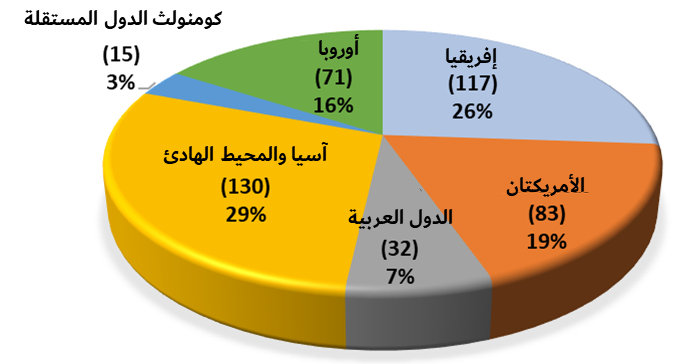 كومنولث الدول المستقلة
(15)
3%
أوروبا
(71)
16%
إفريقيا
(117)
26%
آسيا والمحيط الهادئ
(130)
29%
الدول العربية
(32)
7%
الأمريكتان
(83)
19%